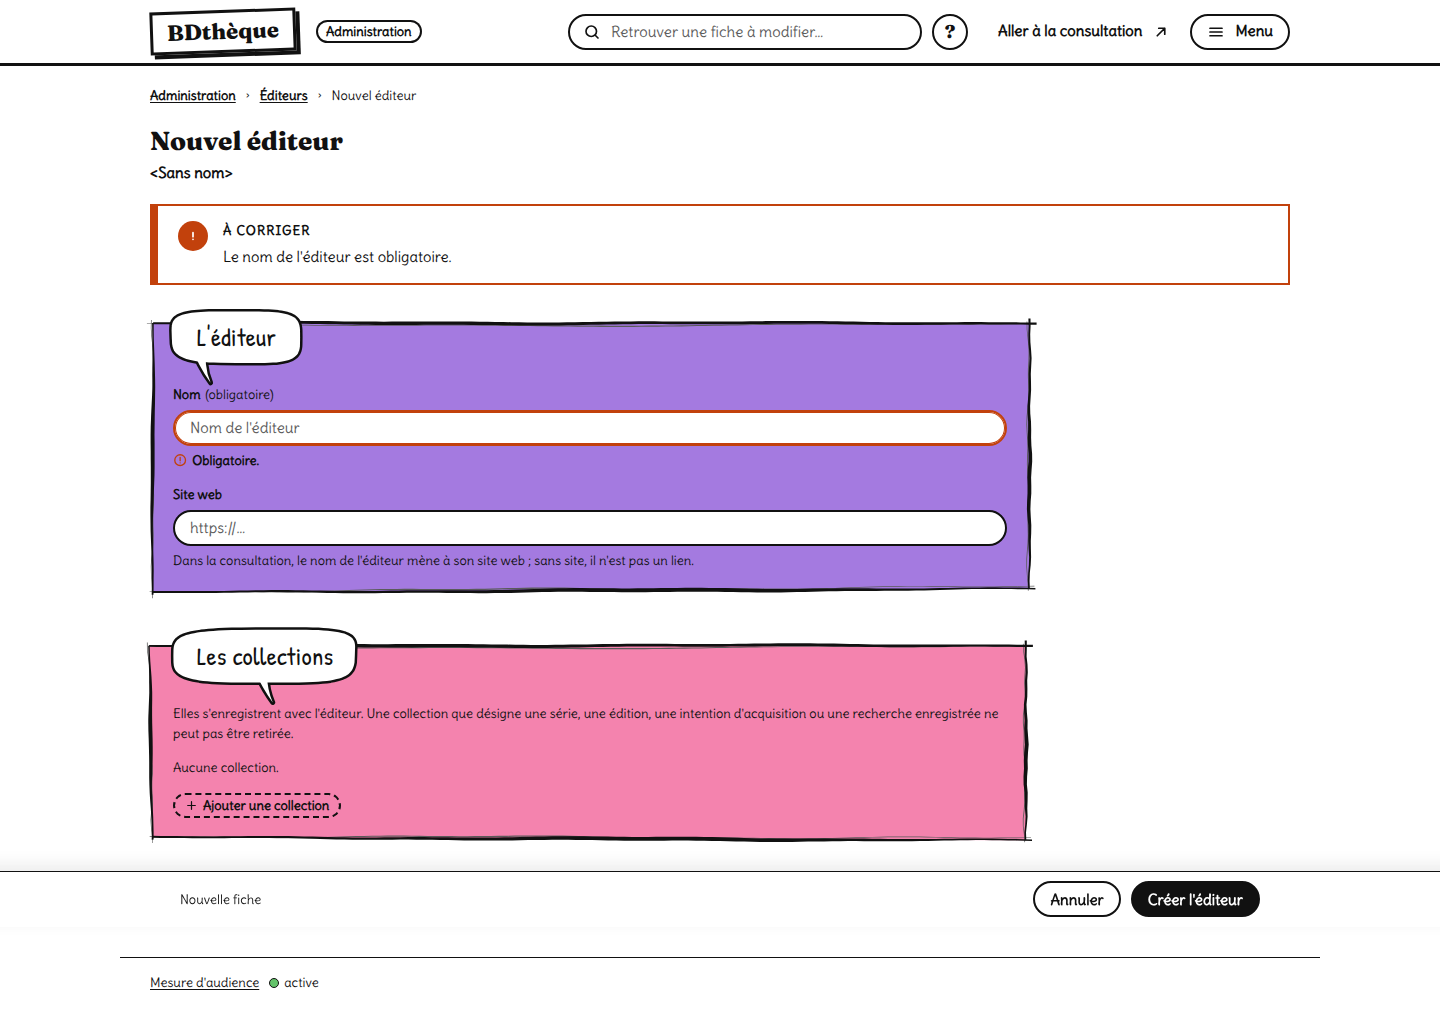 BDthèque
Administration
Retrouver une fiche à modifier...
?
Aller à la consultation
Menu
Administration › Éditeurs › Nouvel éditeur
Nouvel éditeur
<Sans nom>
!
À CORRIGER
Le nom de l'éditeur est obligatoire.
L'éditeur
Nom (obligatoire)
Nom de l'éditeur
Obligatoire.
Site web
https://...
Dans la consultation, le nom de l'éditeur mène à son site web ; sans site, il n'est pas un lien.
Les collections
Elles s'enregistrent avec l'éditeur. Une collection que désigne une série, une édition, une intention d'acquisition ou une recherche enregistrée ne
peut pas être retirée.
Aucune collection.
+ Ajouter une collection
Nouvelle fiche
Annuler
Créer l'éditeur
Mesure d'audience
active